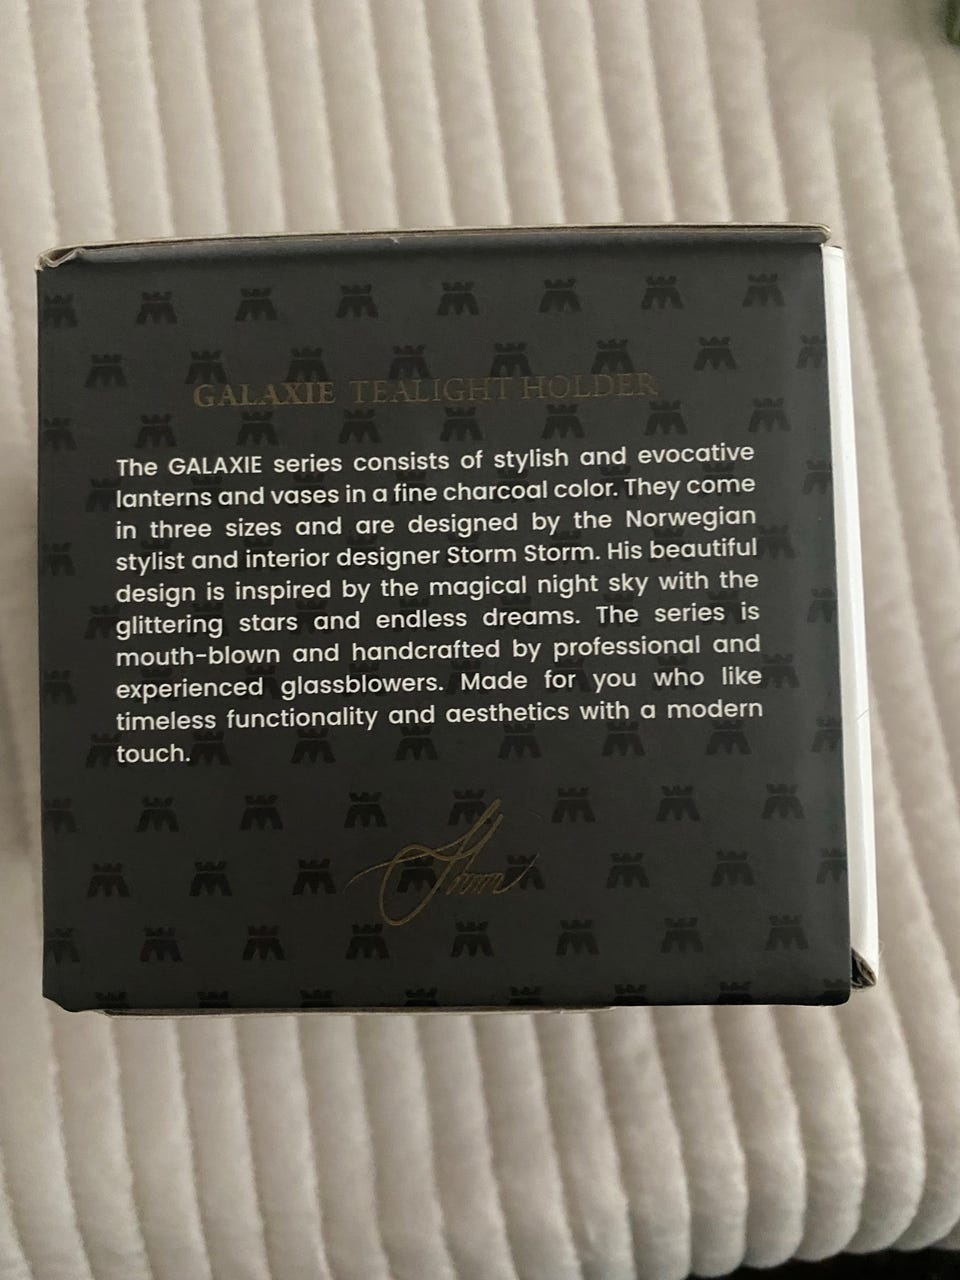 GALAXIE TEALIGHT HOLDER
The GALAXIE series consists of stylish and evocative
lanterns and vases in a fine charcoal color. They come
in three sizes and are designed by the Norwegian
stylist and interior designer Storm Storm. His beautiful
design is inspired by the magical night sky with the
glittering stars and endless dreams. The series is
mouth-blown and handcrafted by professional and
experienced glassblowers. Made for you who like
timeless functionality and aesthetics with a modern
touch.